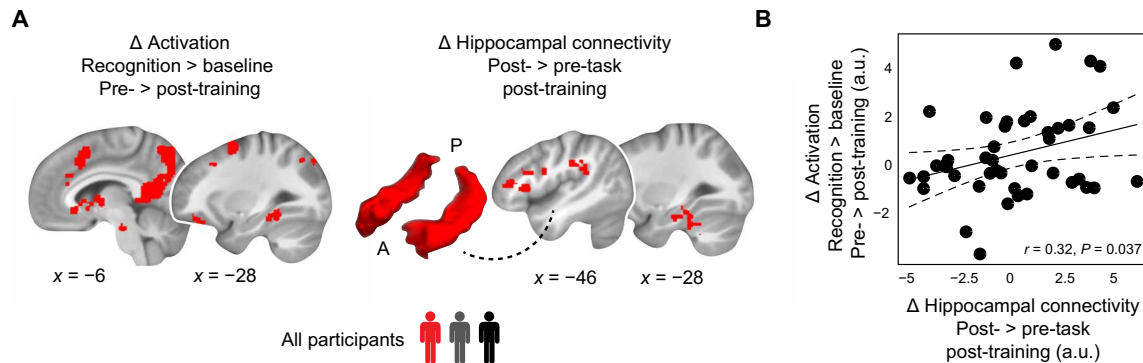 A
Δ Activation
Recognition > baseline
Pre- > post-training
x = −6
x = −28
Δ Hippocampal connectivity
Post- > pre-task
post-training
P
A
x = −46
x = −28
All participants
B
Δ Activation
Recognition > baseline
Pre- > post-training (a.u.)
4
2
0
−2
r = 0.32, P = 0.037
−5
−2.5
0
2.5
5
Δ Hippocampal connectivity
Post- > pre-task
post-training (a.u.)